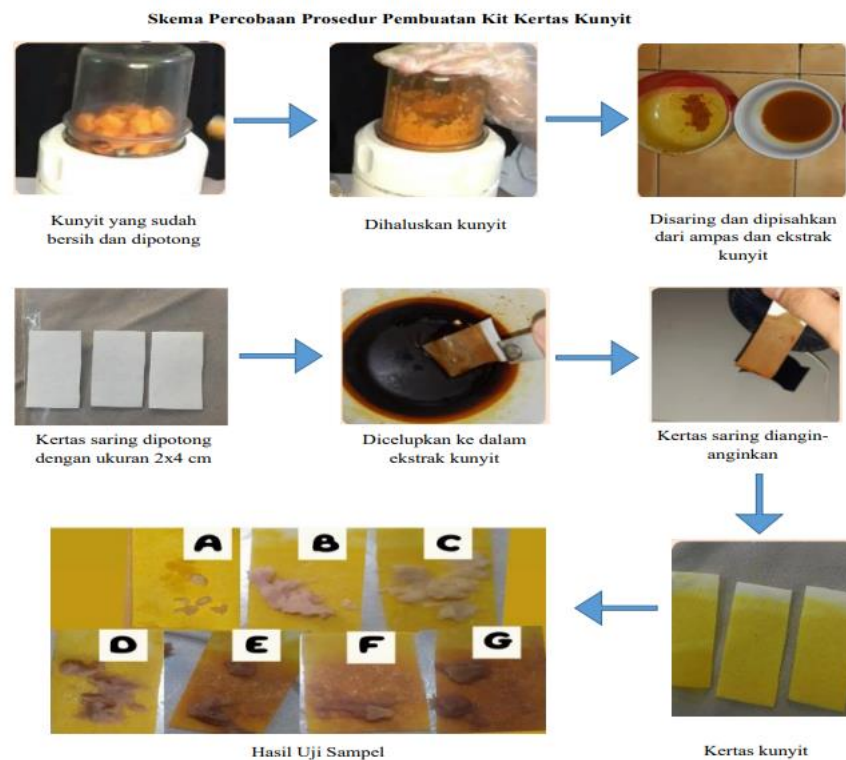 Skema Percobaan Prosedur Pembuatan Kit Kertas Kunyit
Kunyit yang sudah
bersih dan dipotong
Dihaluskan kunyit
Disaring dan dipisahkan
dari ampas dan ekstrak
kunyit
Kertas saring dipotong
dengan ukuran 2x4 cm
Dicelupkan ke dalam
ekstrak kunyit
Kertas saring diangin-
anginkan
A
B
C
D
E
F
G
Hasil Uji Sampel
Kertas kunyit